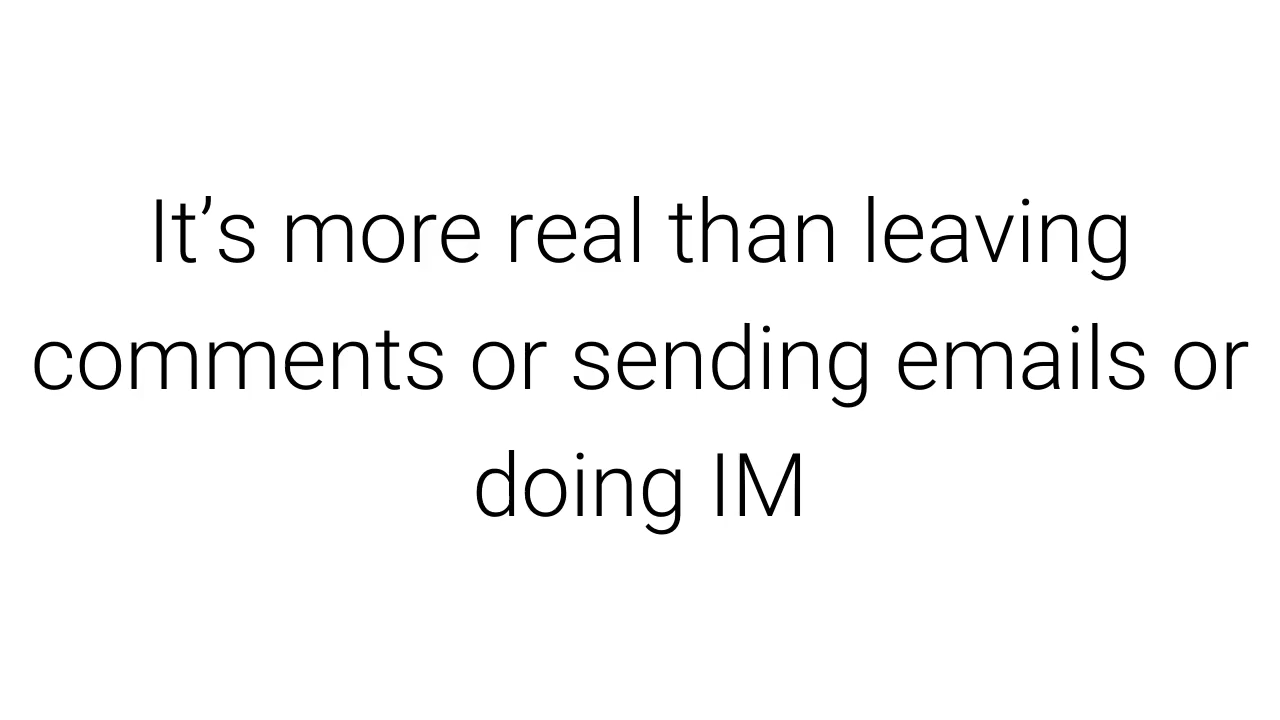 It’s more real than leaving
comments or sending emails or
doing IM